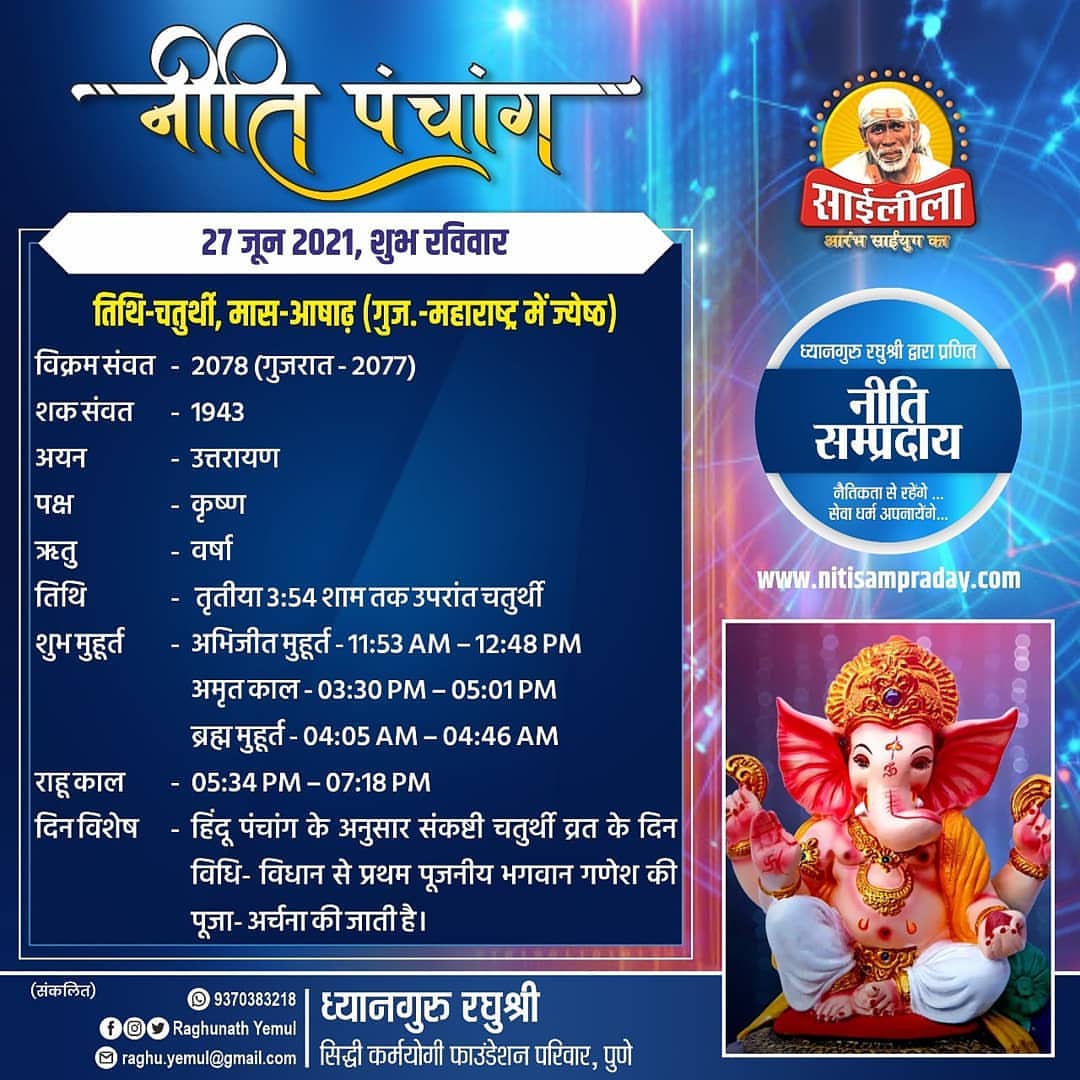 नीति पंचांग
साईलीला
आरंभ साईयुग का
27 जून 2021, शुभ रविवार
तिथि-चतुर्थी, मास-आषाढ़ (गुज.-महाराष्ट्र में ज्येष्ठ)
विक्रम संवत - 2078 (गुजरात - 2077)
शक संवत - 1943
अयन - उत्तरायण
पक्ष - कृष्ण
ऋतु - वर्षा
तिथि - तृतीया 3:54 शाम तक उपरांत चतुर्थी
शुभ मुहूर्त - अभिजीत मुहूर्त - 11:53 AM – 12:48 PM
अमृत काल - 03:30 PM – 05:01 PM
ब्रह्म मुहूर्त - 04:05 AM – 04:46 AM
राहू काल - 05:34 PM – 07:18 PM
दिन विशेष - हिंदू पंचांग के अनुसार संकष्टी चतुर्थी व्रत के दिन
विधि- विधान से प्रथम पूजनीय भगवान गणेश की
पूजा- अर्चना की जाती है।
ध्यानगुरु रघुश्री द्वारा प्रणित
नीति
सम्प्रदाय
नैतिकता से रहेंगे ...
सेवा धर्म अपनायेंगे...
www.nitisampraday.com
(संकलित)
9370383218
Raghunath Yemul
raghu.yemul@gmail.com
ध्यानगुरु रघुश्री
सिद्धी कर्मयोगी फाउंडेशन परिवार, पुणे